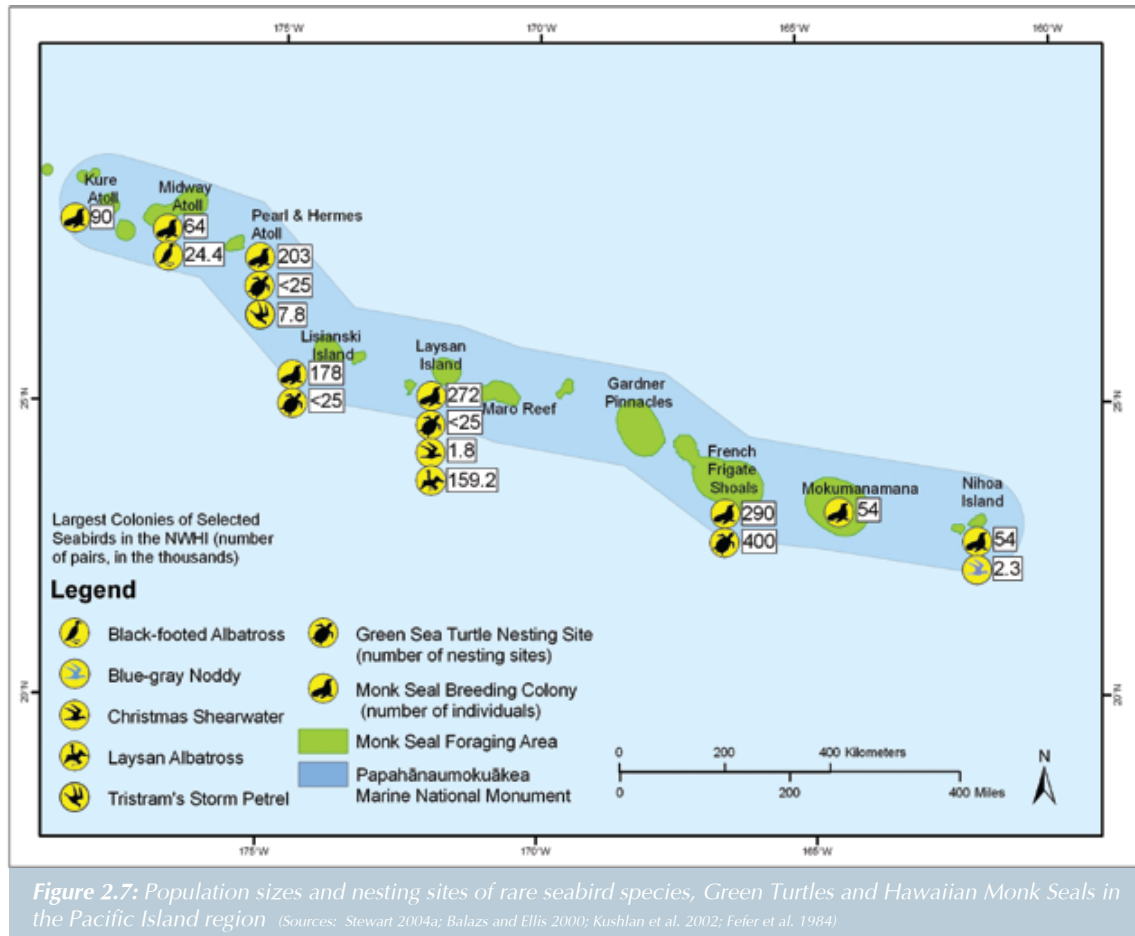 175°W 170°W 165°W 160°W
Kure
Atoll
90
Midway
Atoll
64
24.4
Pearl & Hermes
Atoll
203
<25
7.8
Lisianski
Island
178
<25
Laysan
Island
272
<25
1.8
159.2
Maro Reef
Gardner
Pinnacles
French
Frigate
Shoals
290
400
Mokumanamana
54
Nihoa
Island
54
2.3
25°N 25°N
20°N 20°N
Largest Colonies of Selected
Seabirds in the NWHI (number
of pairs, in the thousands)
Legend
Black-footed Albatross
Blue-gray Noddy
Christmas Shearwater
Laysan Albatross
Tristram's Storm Petrel
Green Sea Turtle Nesting Site
(number of nesting sites)
Monk Seal Breeding Colony
(number of individuals)
Monk Seal Foraging Area
Papahānaumokuākea
Marine National Monument
0 200 400 Kilometers
0 200 400 Miles
N
175°W 170°W 165°W
Figure 2.7: Population sizes and nesting sites of rare seabird species, Green Turtles and Hawaiian Monk Seals in
the Pacific Island region (Sources: Stewart 2004a; Balazs and Ellis 2000; Kushlan et al. 2002; Fefer et al. 1984)